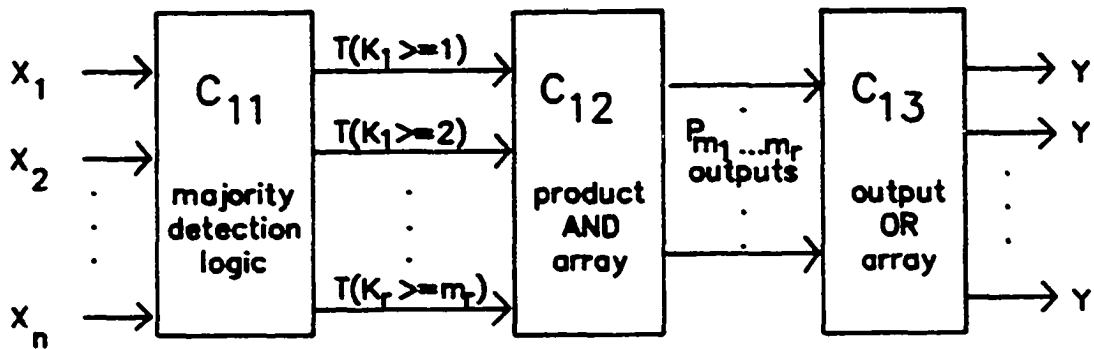 X1
X2
Xn
C11
majority
detection
logic
T(K1 >=1)
T(K1 >=2)
T(Kr >=mr)
C12
product
AND
array
Pm1...mr
outputs
C13
output
OR
array
Y
Y
Y